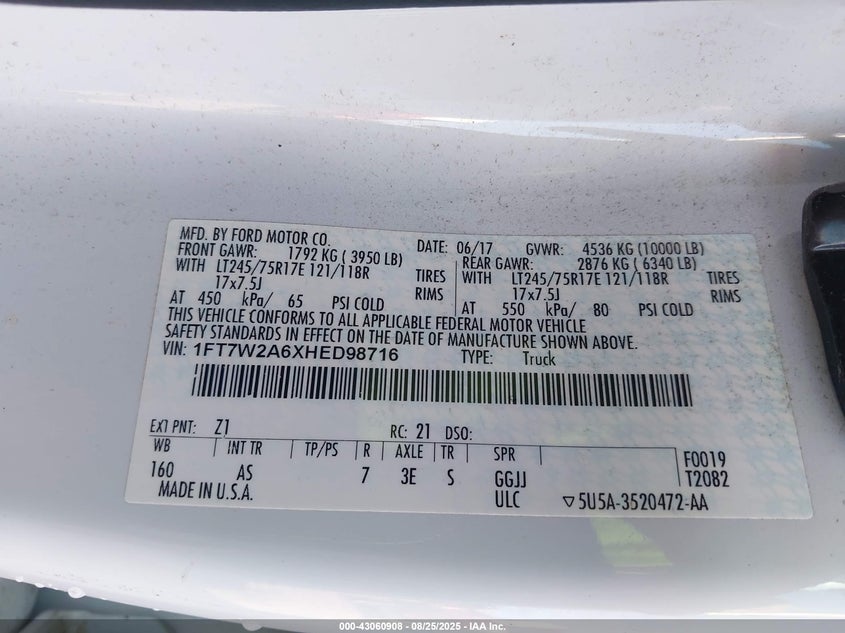 MFD. BY FORD MOTOR CO. DATE: 06/17 GVWR: 4536 KG (10000 LB)
FRONT GAWR: 1792 KG ( 3950 LB) REAR GAWR: 2876 KG ( 6340 LB)
WITH LT245/75R17E 121/118R TIRES WITH LT245/75R17E 121/118R TIRES
17x7.5J RIMS 17x7.5J RIMS
AT 450 kPa/ 65 PSI COLD AT 550 kPa/ 80 PSI COLD
THIS VEHICLE CONFORMS TO ALL APPLICABLE FEDERAL MOTOR VEHICLE
SAFETY STANDARDS IN EFFECT ON THE DATE OF MANUFACTURE SHOWN ABOVE.
VIN: 1FT7W2A6XHED98716 TYPE: Truck
EXT PNT: Z1 RC: 21 DSO:
WB INT TR TP/PS R AXLE TR SPR F0019
160 AS 7 3E S GGJJ T2082
MADE IN U.S.A. ULC ▽5U5A-3520472-AA
000-43060908 - 08/25/2025 - IAA Inc.